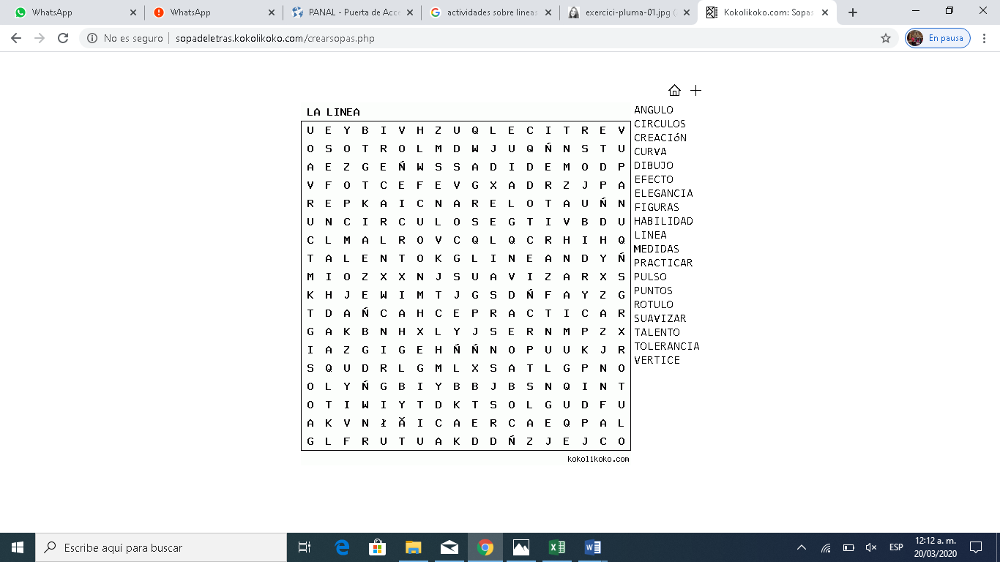 WhatsApp
WhatsApp
PANAL - Puerta de Acce
actividades sobre lineas
exercici-pluma-01.jpg (
Kokolikoko.com: Sopas
No es seguro | sopadeletras.kokolikoko.com/crearsopas.php
En pausa
LA LINEA
U E Y B I V H Z U Q L E C I T R E V
O S O T R O L M D W J U Q Ñ N S T U
A E Z G E Ñ W S S A D I D E M O D P
V F O T C E F E V G X A D R Z J P A
R E P K A I C N A R E L O T A U Ñ N
U N C I R C U L O S E G T I V B D U
C L M A L R O V C Q L Q C R H I H Q
T A L E N T O K G L I N E A N D Y Ñ
M I O Z X X N J S U A V I Z A R X S
K H J E W I M T J G S D Ñ F A Y Z G
T D A Ñ C A H C E P R A C T I C A R
G A K B N H X L Y J S E R N M P Z X
I A Z G I G E H Ñ Ñ N O P U U K J R
S Q U D R L G M L X S A T L G P N O
O L Y Ñ G B I Y B B J B S N Q I N T
O T I W I Y T D K T S O L G U D F U
A K V N Ł Ă I C A E R C A E Q P A L
G L F R U T U A K D D Ñ Z J E J C O
kokolikoko.com
ANGULO
CIRCULOS
CREACIóN
CURVA
DIBUJO
EFECTO
ELEGANCIA
FIGURAS
HABILIDAD
LINEA
MEDIDAS
PRACTICAR
PULSO
PUNTOS
ROTULO
SUAVIZAR
TALENTO
TOLERANCIA
VERTICE
Escribe aquí para buscar
ESP
12:12 a. m.
20/03/2020